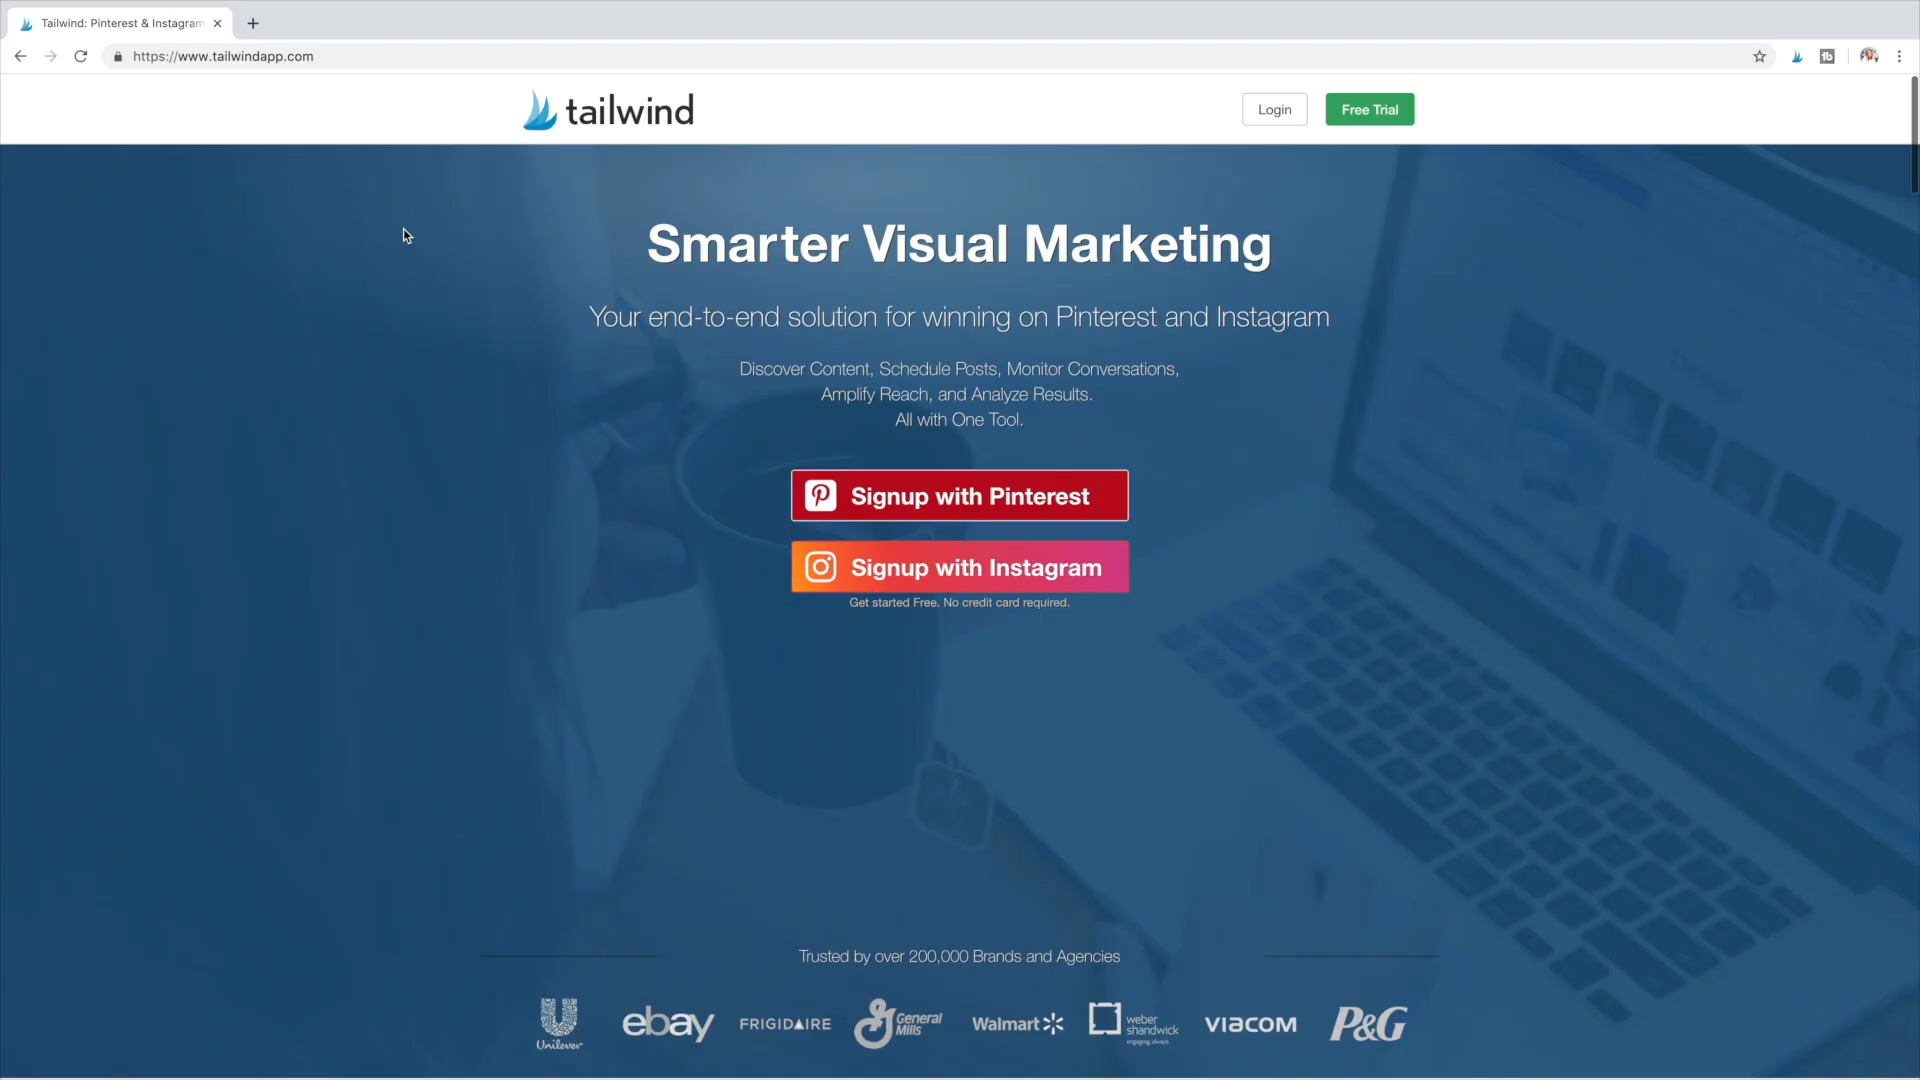 Tailwind: Pinterest & Instagram
https://www.tailwindapp.com
tailwind
Login
Free Trial
Smarter Visual Marketing
Your end-to-end solution for winning on Pinterest and Instagram
Discover Content, Schedule Posts, Monitor Conversations,
Amplify Reach, and Analyze Results.
All with One Tool.
Signup with Pinterest
Signup with Instagram
Get started Free. No credit card required.
Trusted by over 200,000 Brands and Agencies
Unilever
ebay
FRIGIDAIRE
General
Mills
Walmart
weber
shandwick
engaging, always.
VIACOM
P&G